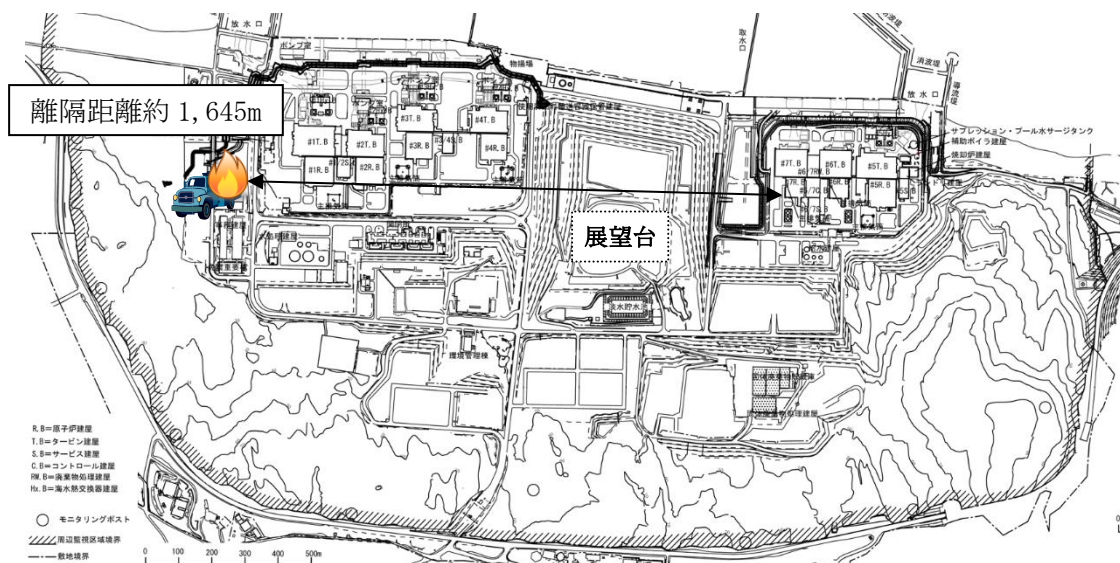 放水口
取水口
消波堤
導流堤
ポンプ室
物揚場
放水口
離隔距離約 1,645m
サプレッション・プール水サージタンク
補助ボイラ建屋
焼却炉建屋
#1T.B
#2T.B
#3T.B
#4T.B
#1R.B
#2R.B
#3R.B
#4R.B
#7T.B
#6T.B
#5T.B
#6/7RW.B
#7R.B
#6R.B
#5R.B
展望台
淡水貯水池
環境管理棟
R.B=原子炉建屋
T.B=タービン建屋
S.B=サービス建屋
C.B=コントロール建屋
RW.B=廃棄物処理建屋
Hx.B=海水熱交換器建屋
モニタリングポスト
周辺監視区域境界
敷地境界
0 100 200 300 400 500m